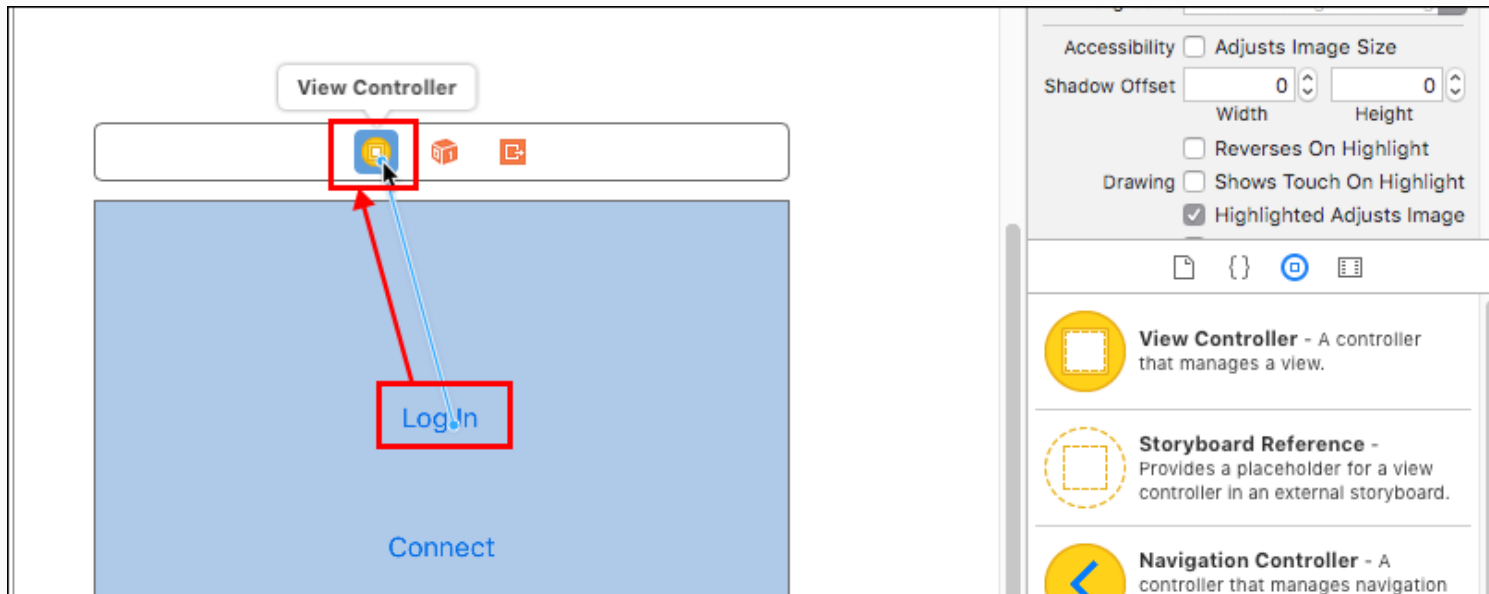 View Controller
Log In
Connect
Accessibility Adjusts Image Size
Shadow Offset 0 0
Width Height
Reverses On Highlight
Drawing Shows Touch On Highlight
Highlighted Adjusts Image
{}
View Controller - A controller
that manages a view.
Storyboard Reference -
Provides a placeholder for a view
controller in an external storyboard.
Navigation Controller - A
controller that manages navigation